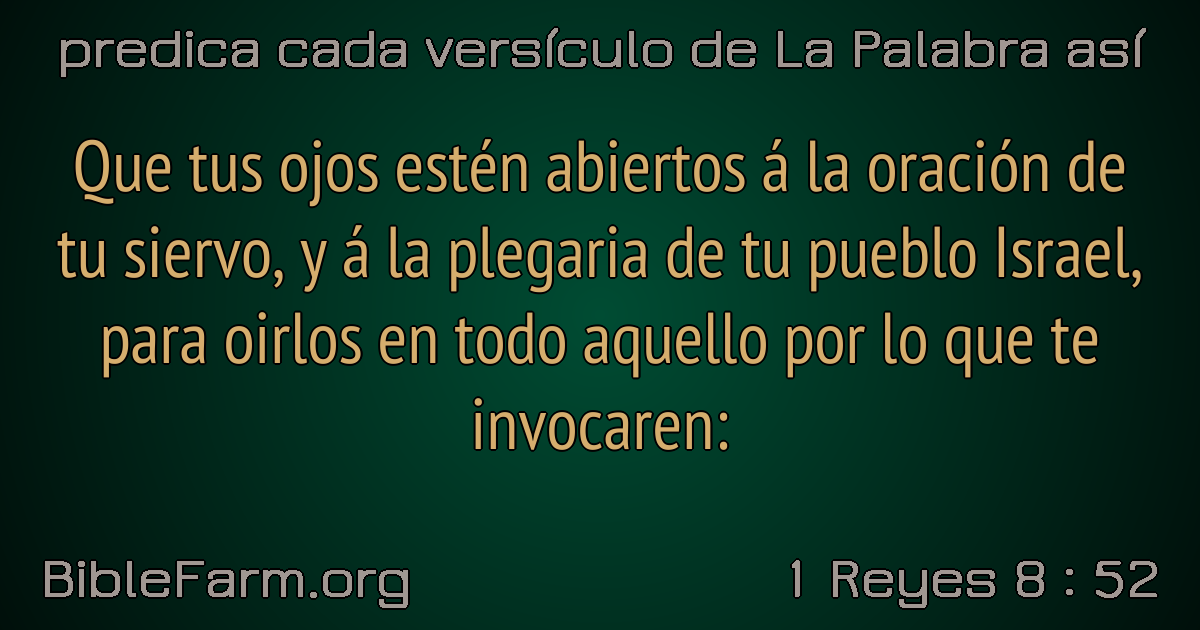 predica cada versículo de La Palabra así
Que tus ojos estén abiertos á la oración de
tu siervo, y á la plegaria de tu pueblo Israel,
para oirlos en todo aquello por lo que te
invocaren:
BibleFarm.org
1 Reyes 8 : 52